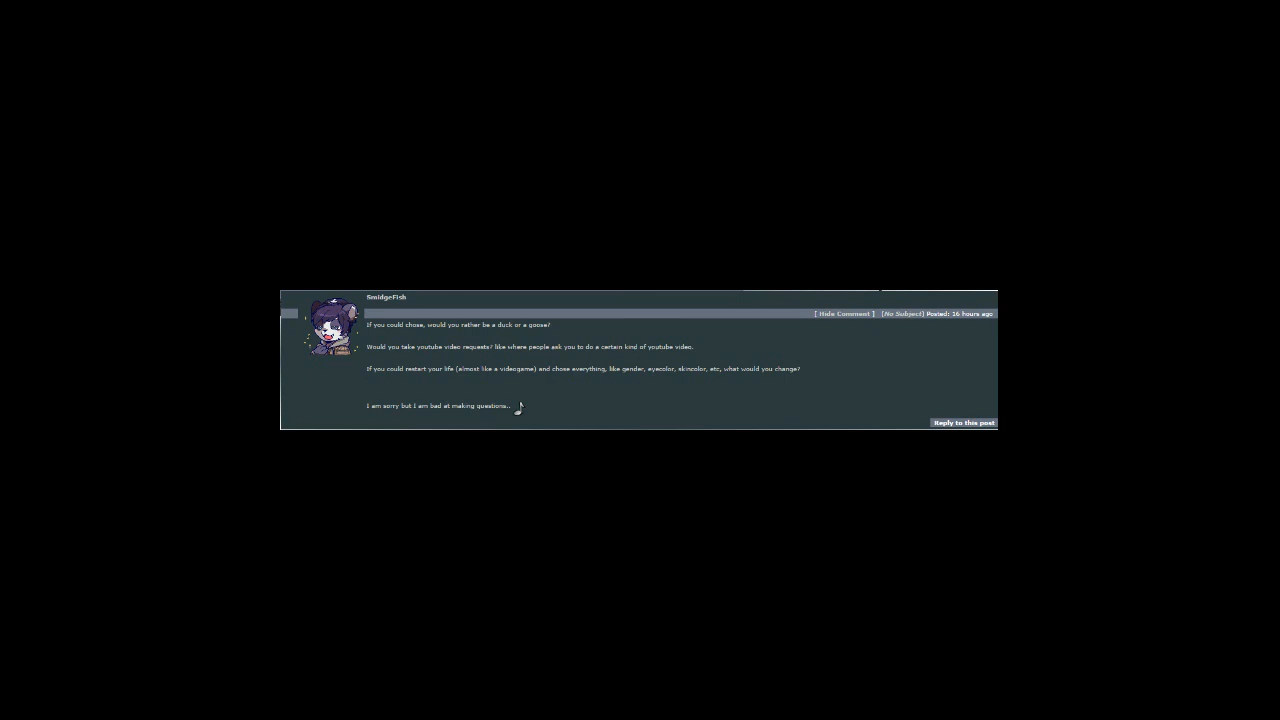 SmidgeFish
[ Hide Comment ] [No Subject] Posted: 16 hours ago
If you could chose, would you rather be a duck or a goose?
Would you take youtube video requests? like where people ask you to do a certain kind of youtube video.
If you could restart your life (almost like a videogame) and chose everything, like gender, eyecolor, skincolor, etc, what would you change?
I am sorry but I am bad at making questions..
Reply to this post